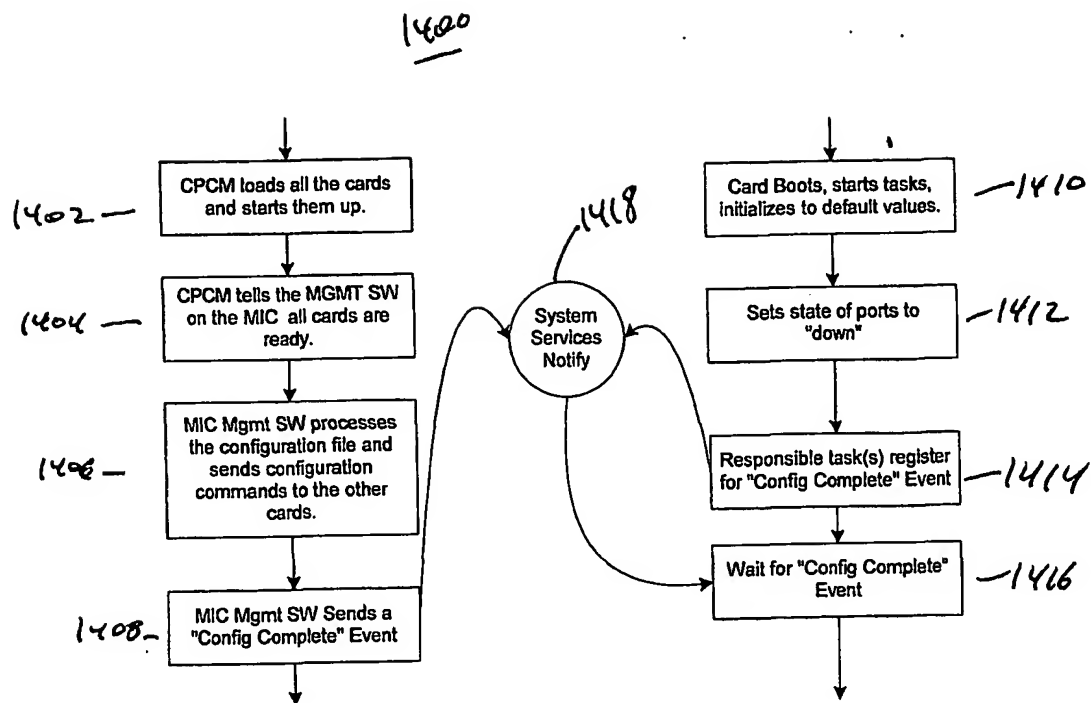 1400
1402
CPCM loads all the cards
and starts them up.
1404
CPCM tells the MGMT SW
on the MIC all cards are
ready.
1406
MIC Mgmt SW processes
the configuration file and
sends configuration
commands to the other
cards.
1408
MIC Mgmt SW Sends a
"Config Complete" Event
1418
System
Services
Notify
Card Boots, starts tasks,
initializes to default values.
1410
Sets state of ports to
"down"
1412
Responsible task(s) register
for "Config Complete" Event
1414
Wait for "Config Complete"
Event
1416